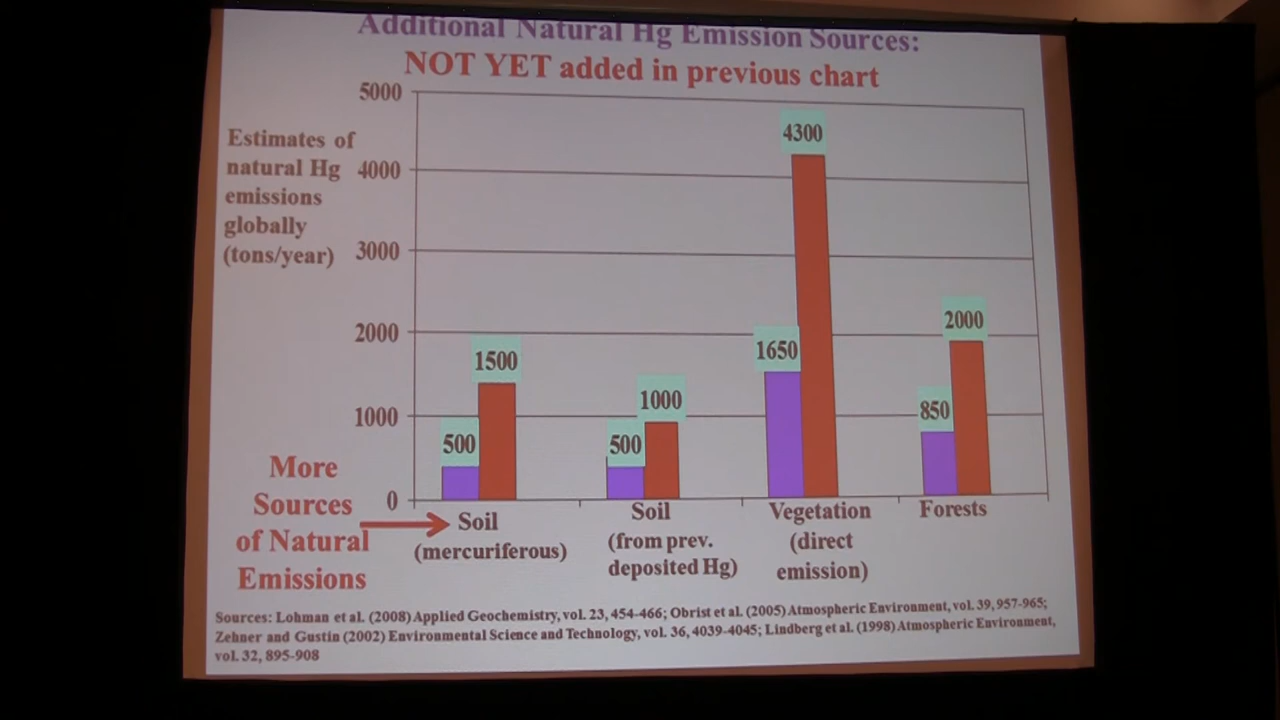 Additional Natural Hg Emission Sources:
NOT YET added in previous chart
Estimates of
natural Hg
emissions
globally
(tons/year)
5000
4000
3000
2000
1000
0
500
1500
500
1000
1650
4300
850
2000
More
Sources
of Natural
Emissions
Soil
(mercuriferous)
Soil
(from prev.
deposited Hg)
Vegetation
(direct
emission)
Forests
Sources: Lohman et al. (2008) Applied Geochemistry, vol. 23, 454-466; Obrist et al. (2005) Atmospheric Environment, vol. 39, 957-965;
Zehner and Gustin (2002) Environmental Science and Technology, vol. 36, 4039-4045; Lindberg et al. (1998) Atmospheric Environment,
vol. 32, 895-908